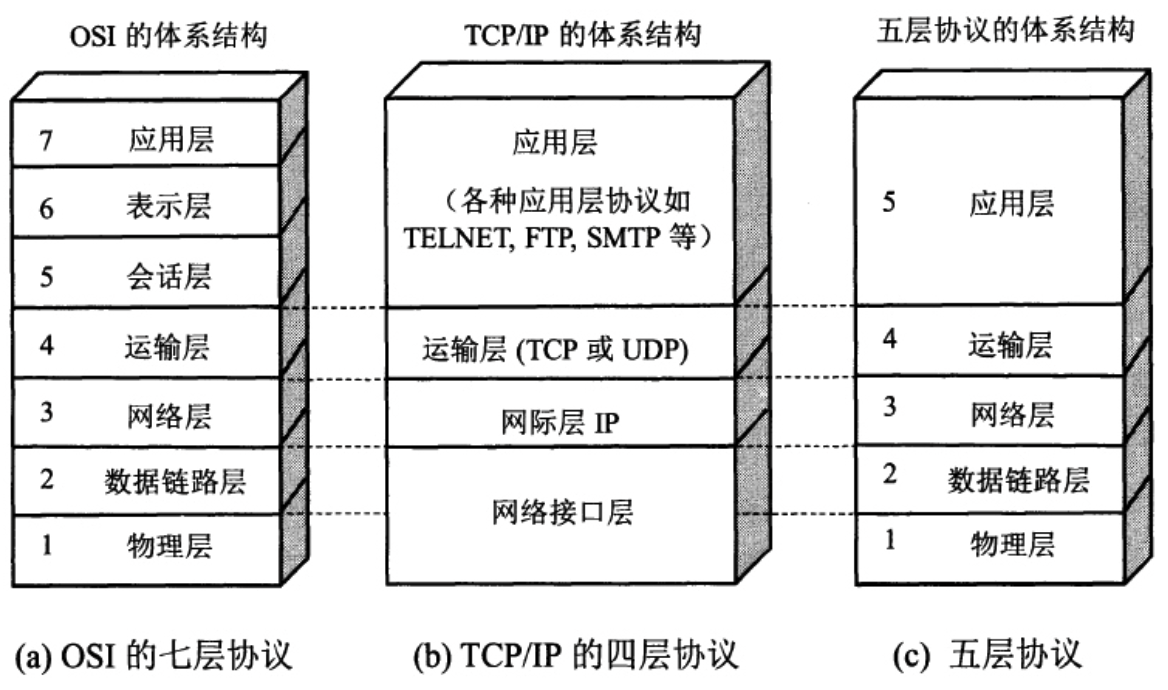 OSI 的体系结构
7 应用层
6 表示层
5 会话层
4 运输层
3 网络层
2 数据链路层
1 物理层
(a) OSI 的七层协议
TCP/IP 的体系结构
应用层
（各种应用层协议如
TELNET, FTP, SMTP 等）
运输层 (TCP 或 UDP)
网际层 IP
网络接口层
(b) TCP/IP 的四层协议
五层协议的体系结构
5 应用层
4 运输层
3 网络层
2 数据链路层
1 物理层
(c) 五层协议